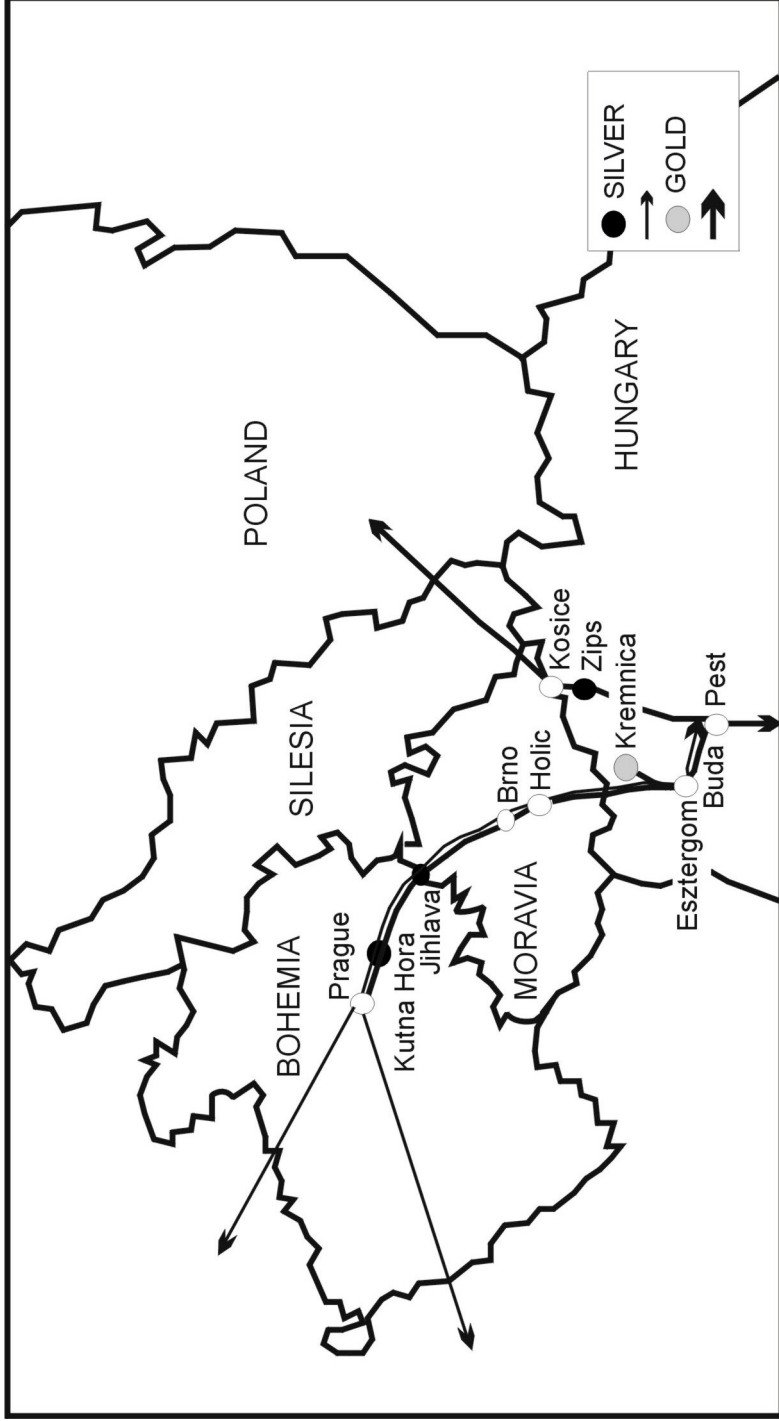 POLAND
SILESIA
BOHEMIA
MORAVIA
HUNGARY
Prague
Kutna Hora
Jihlava
Brno
Holic
Kosice
Zips
Kremnica
Esztergom
Buda
Pest
SILVER
GOLD